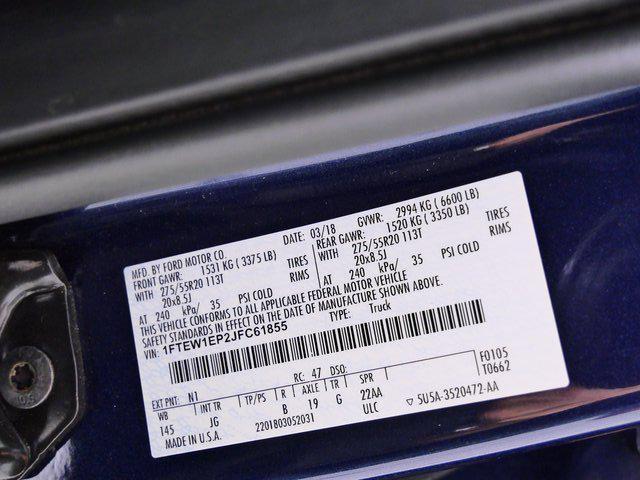 MFD. BY FORD MOTOR CO. DATE: 03/18 GVWR: 2994 KG ( 6600 LB)
FRONT GAWR: 1531 KG ( 3375 LB) REAR GAWR: 1520 KG ( 3350 LB)
WITH 275/55R20 113T TIRES WITH 275/55R20 113T TIRES
20x8.5J RIMS 20x8.5J RIMS
AT 240 kPa/ 35 PSI COLD AT 240 kPa/ 35 PSI COLD
THIS VEHICLE CONFORMS TO ALL APPLICABLE FEDERAL MOTOR VEHICLE
SAFETY STANDARDS IN EFFECT ON THE DATE OF MANUFACTURE SHOWN ABOVE.
VIN: 1FTEW1EP2JFC61855 TYPE: Truck
F0105
T0662
EXT PNT: N1 RC: 47 DSO:
WB INT TR TP/PS R AXLE TR SPR
145 JG B 19 G 22AA
ULC
MADE IN U.S.A. 2201803052031 ▽ 5U5A-3520472-AA